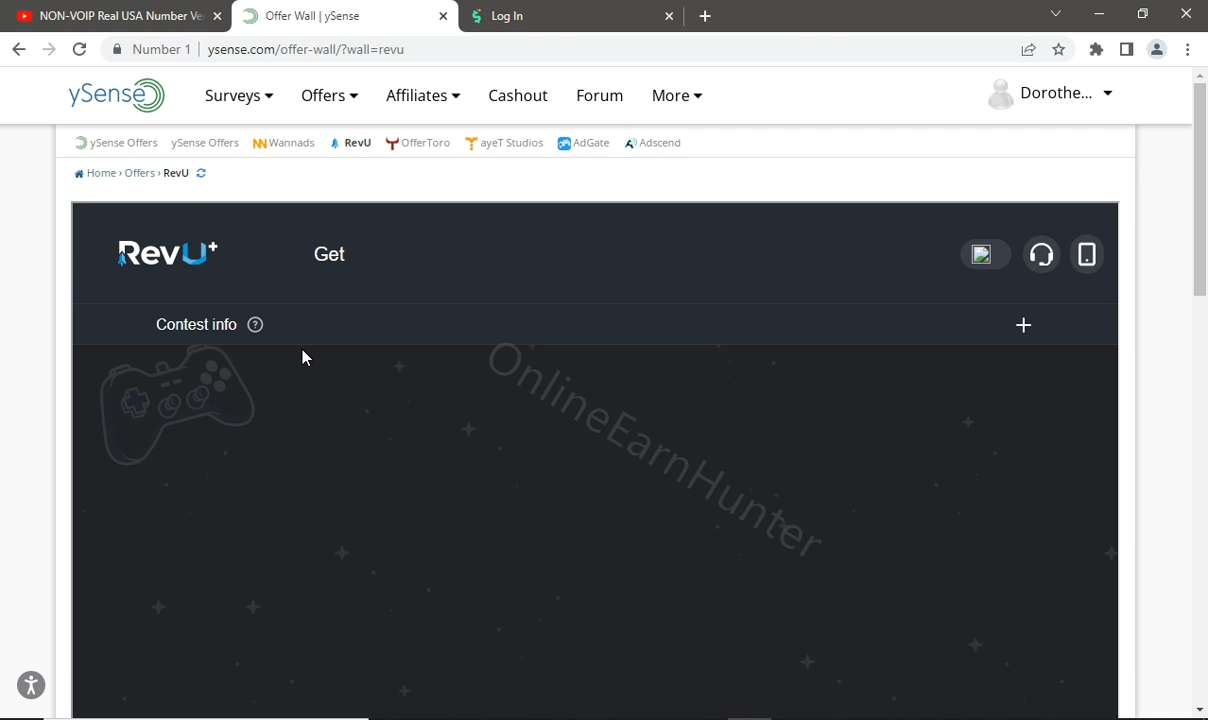 NON-VOIP Real USA Number Ve
Offer Wall | ySense
Log In
Number 1 | ysense.com/offer-wall/?wall=revu
ySense
Surveys
Offers
Affiliates
Cashout
Forum
More
Dorothe...
ySense Offers
ySense Offers
Wannads
RevU
OfferToro
ayeT Studios
AdGate
Adscend
Home › Offers › RevU
RevU+
Get
Contest info ?
OnlineEarnHunter